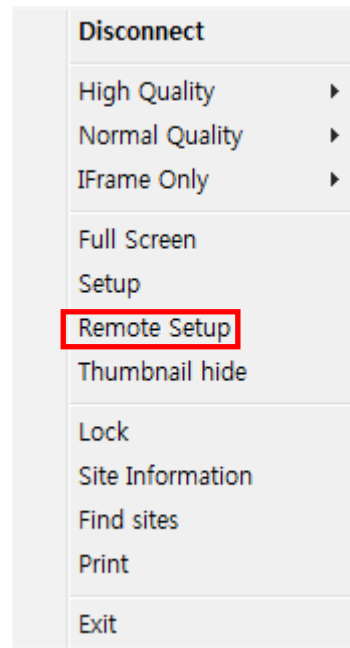 Disconnect
High Quality
Normal Quality
IFrame Only
Full Screen
Setup
Remote Setup
Thumbnail hide
Lock
Site Information
Find sites
Print
Exit